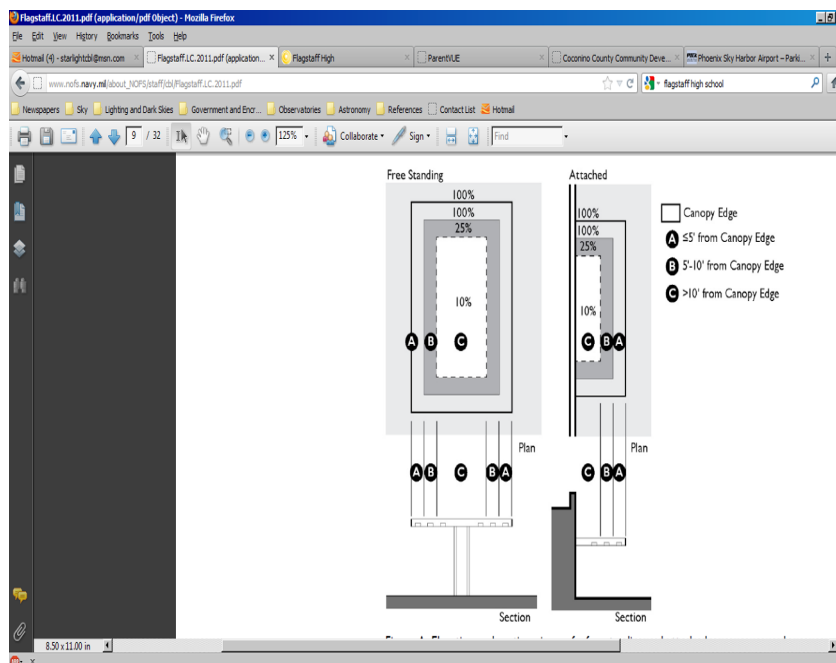 Flagstaff.LC.2011.pdf (application/pdf Object) - Mozilla Firefox
File Edit View History Bookmarks Tools Help
Hotmail (4) - starlightcbl@msn.com × Flagstaff.LC.2011.pdf (application... × Flagstaff High × ParentVUE × Coconino County Community Deve... × Phoenix Sky Harbor Airport – Parki... × +
www.nofs.navy.mil/about_NOFS/staff/cbl/Flagstaff.LC.2011.pdf flagstaff high school
Newspapers Sky Lighting and Dark Skies Government and Encr... Observatories Astronomy References Contact List Hotmail
9 / 32 125% Collaborate Sign Find
Free Standing Attached
100%
100%
25%
10%
A B C
100%
100%
25%
10%
C B A
Canopy Edge
A ≤5' from Canopy Edge
B 5'-10' from Canopy Edge
C >10' from Canopy Edge
Plan Plan
A B C B A C B A
Section Section
8.50 x 11.00 in
×